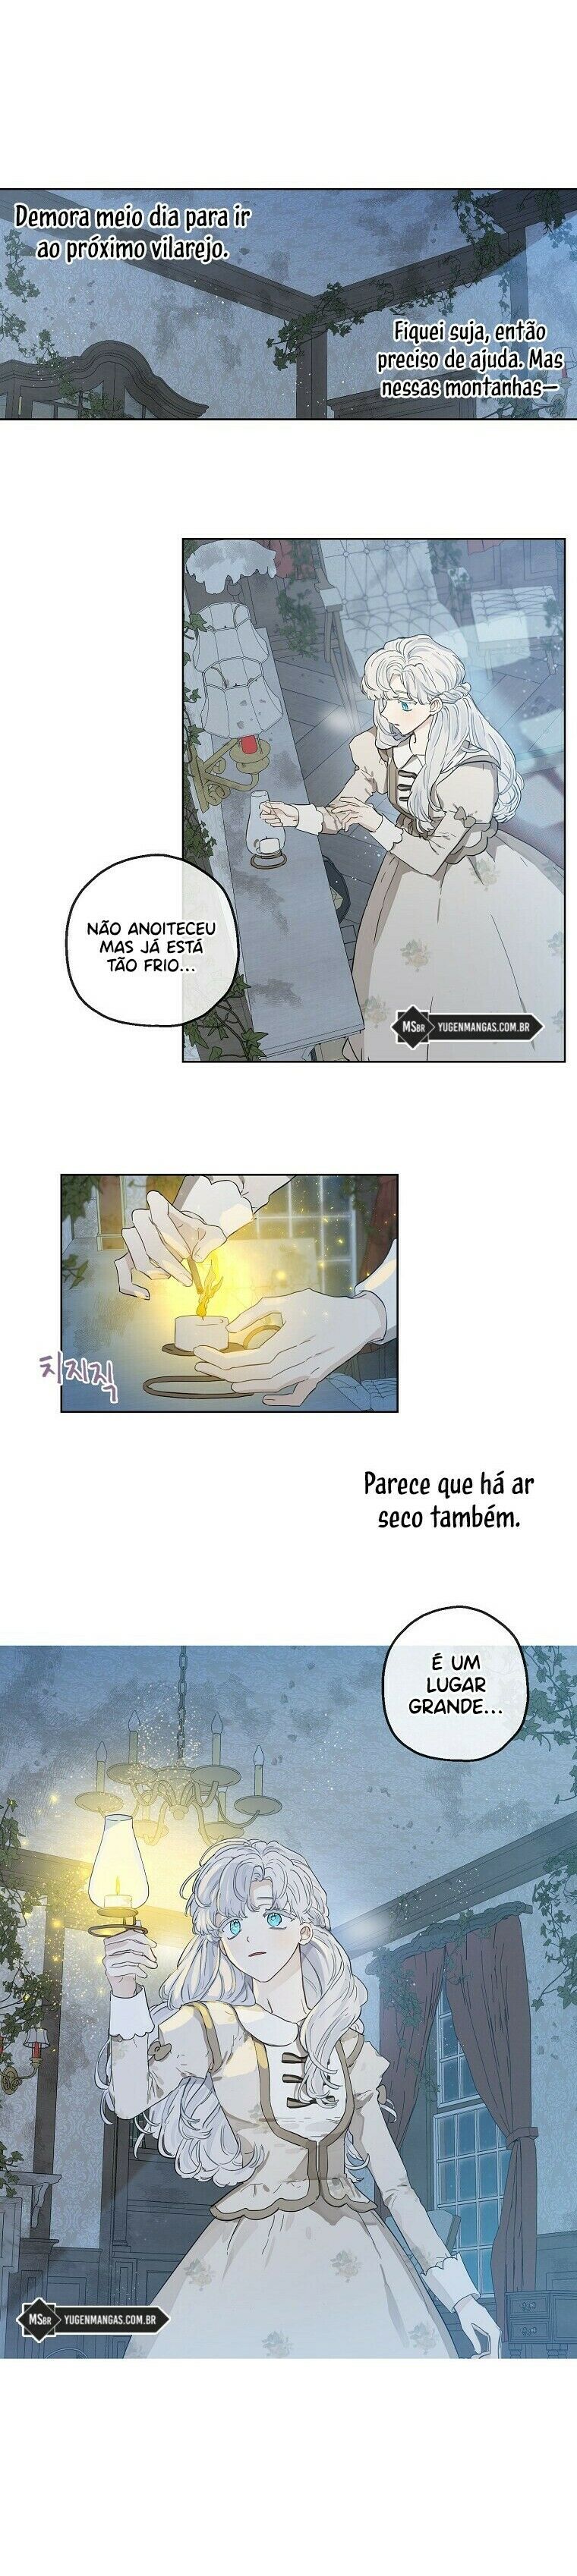 Demora meio dia para ir
ao próximo vilarejo.
Fiquei suja, então
preciso de ajuda. Mas
nessas montanhas—
NÃO ANOITECEU
MAS JÁ ESTÁ
TÃO FRIO...
MSBR YUGENMANGAS.COM.BR
치지직
Parece que há ar
seco também.
É UM
LUGAR
GRANDE...
MSBR YUGENMANGAS.COM.BR